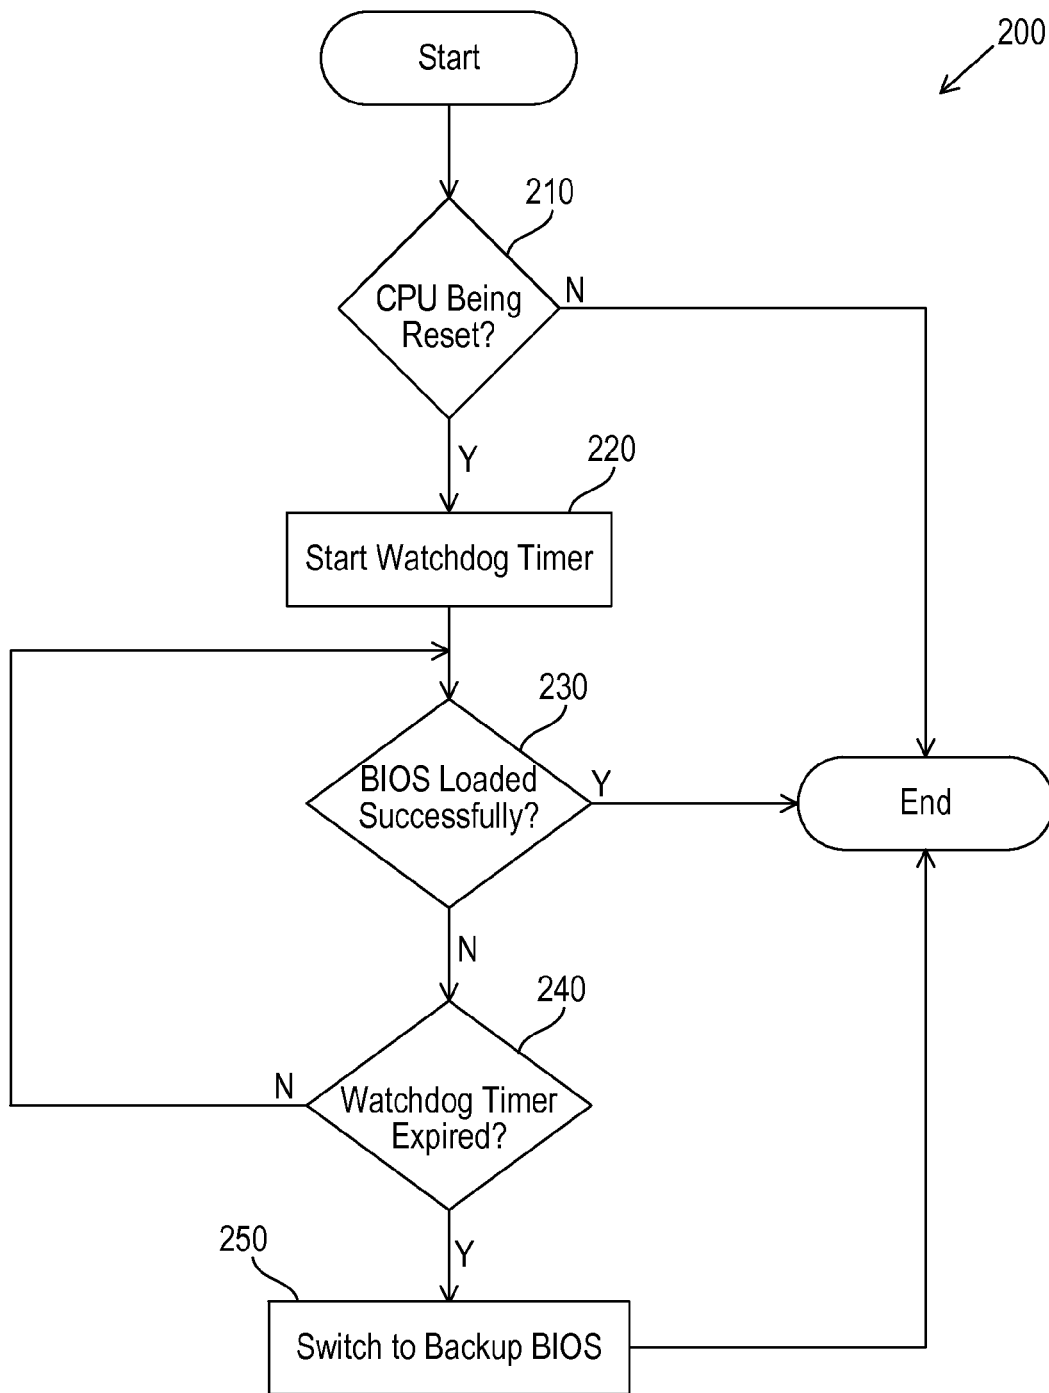 Start
200
210
CPU Being
Reset?
N
Y
220
Start Watchdog Timer
230
BIOS Loaded
Successfully?
Y
End
N
240
Watchdog Timer
Expired?
N
Y
250
Switch to Backup BIOS